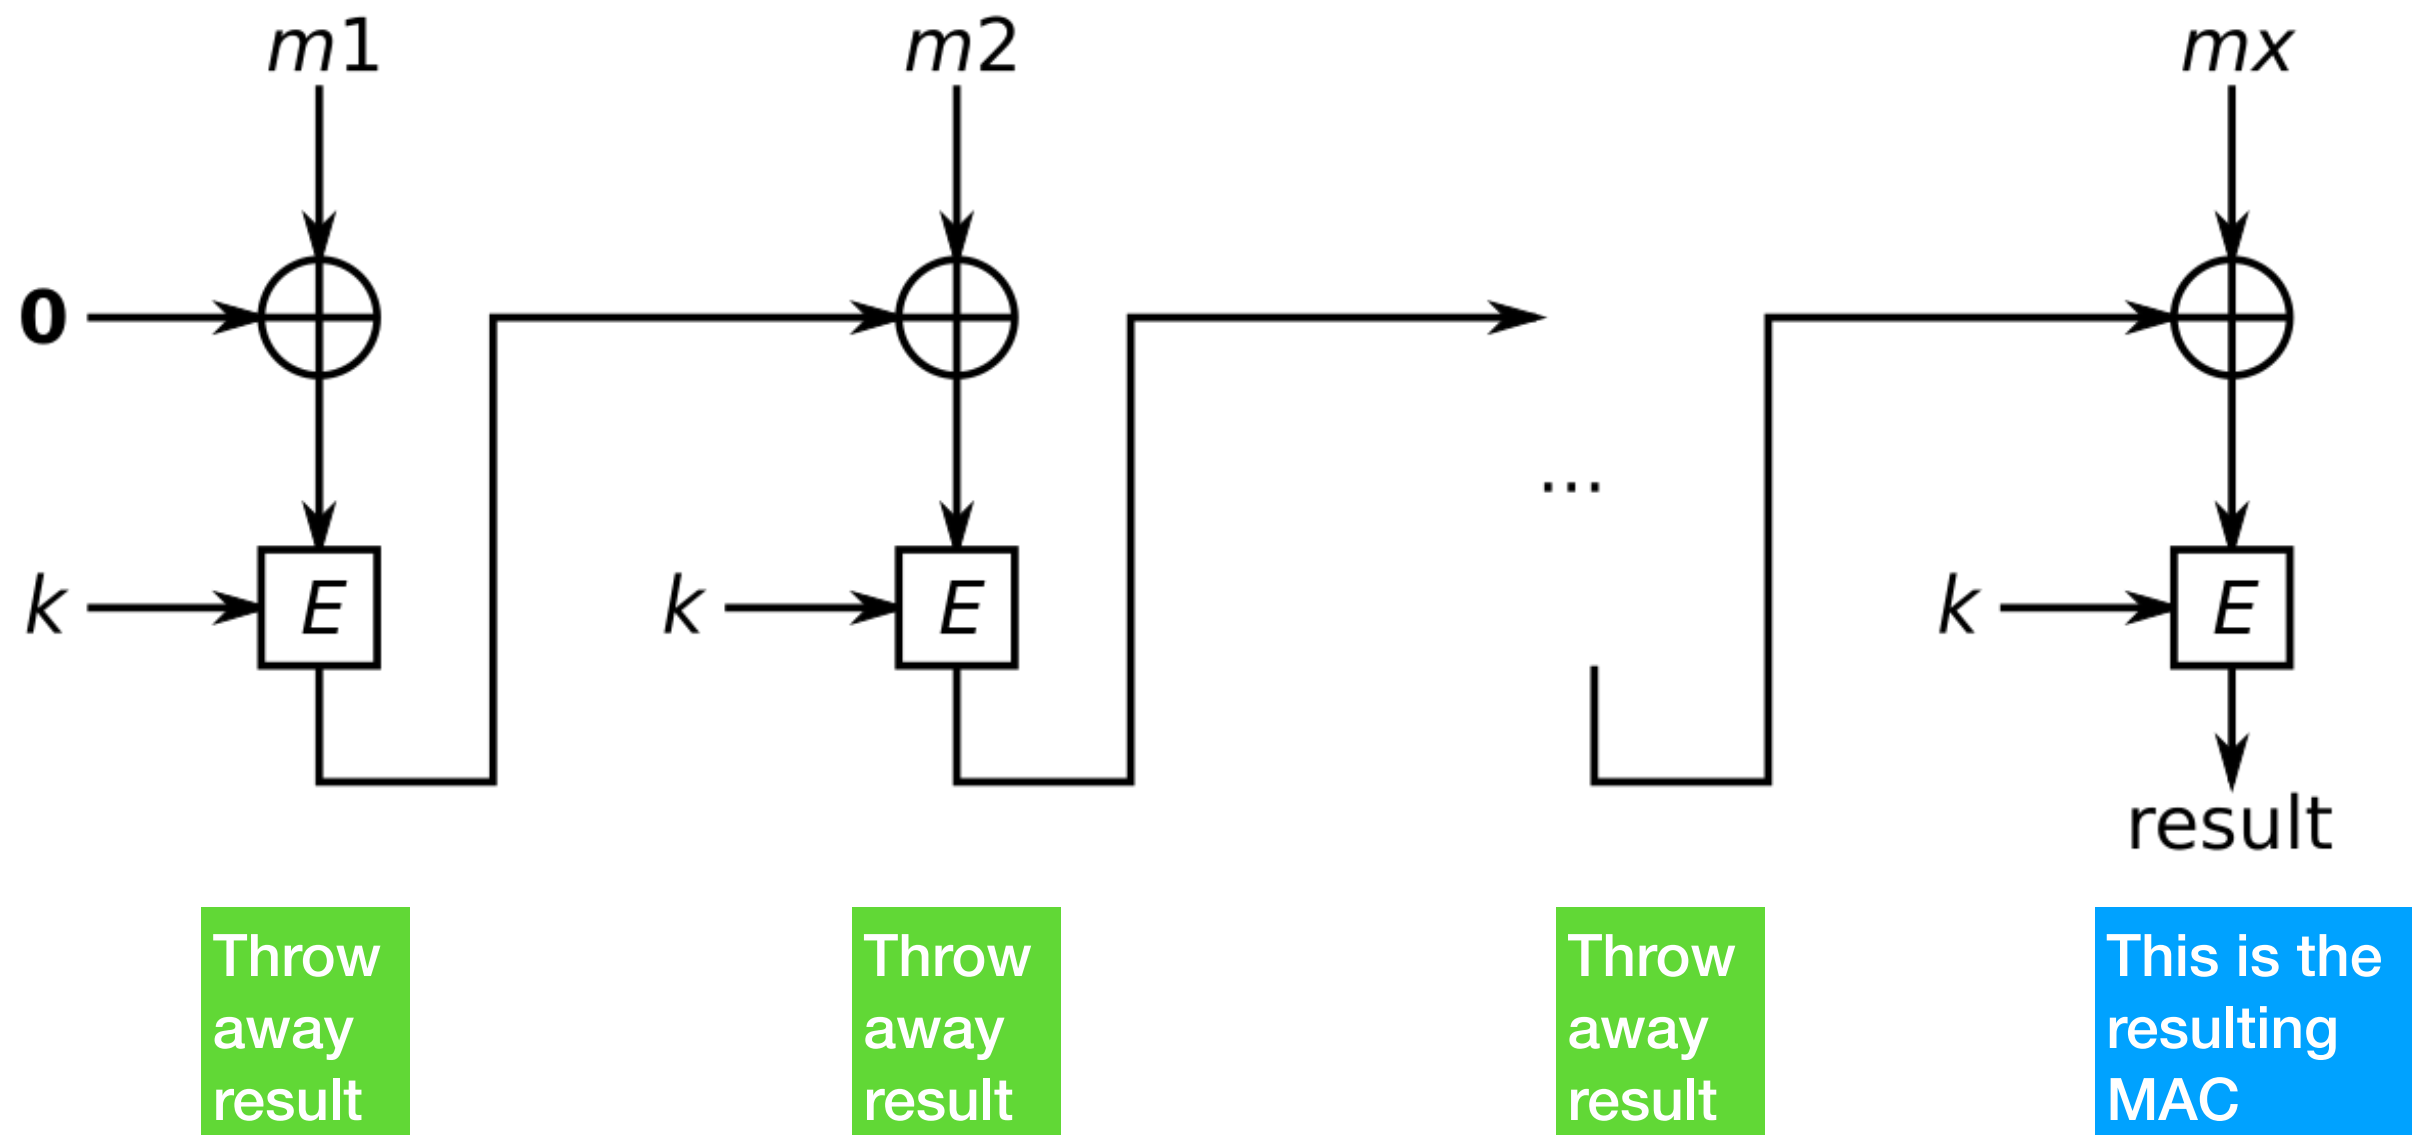 m1 m2 mx
0
...
k E k E k E
result
Throw
away
result
Throw
away
result
Throw
away
result
This is the
resulting
MAC